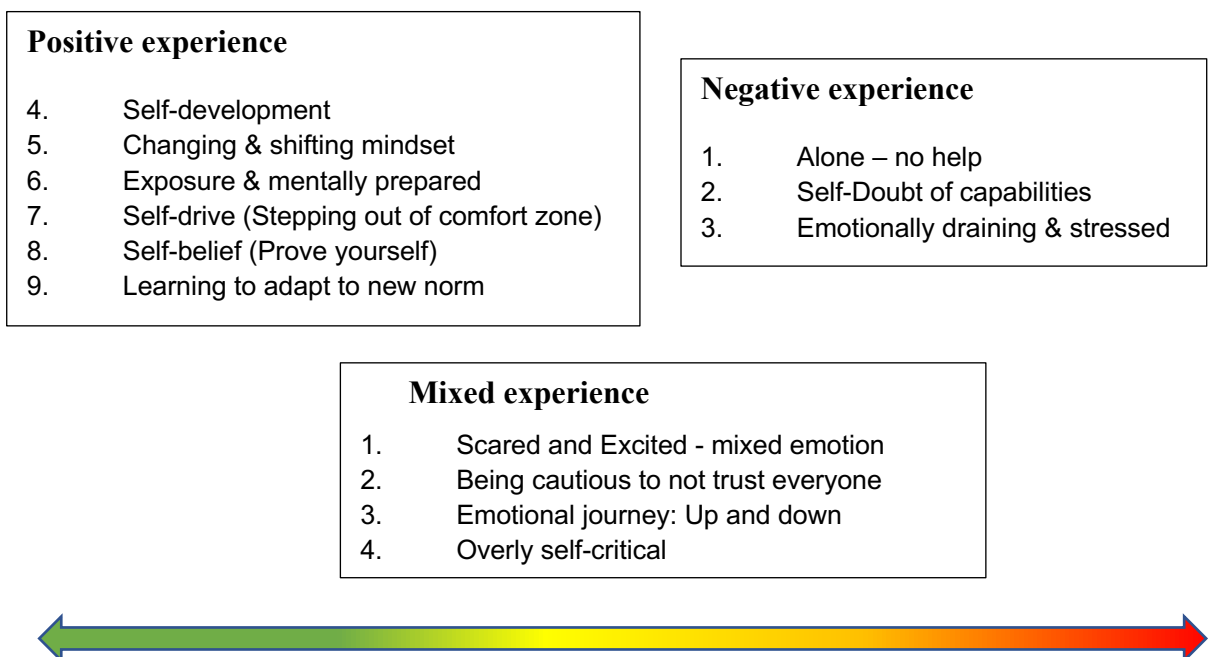 Positive experience
4. Self-development
5. Changing & shifting mindset
6. Exposure & mentally prepared
7. Self-drive (Stepping out of comfort zone)
8. Self-belief (Prove yourself)
9. Learning to adapt to new norm
Negative experience
1. Alone – no help
2. Self-Doubt of capabilities
3. Emotionally draining & stressed
Mixed experience
1. Scared and Excited - mixed emotion
2. Being cautious to not trust everyone
3. Emotional journey: Up and down
4. Overly self-critical